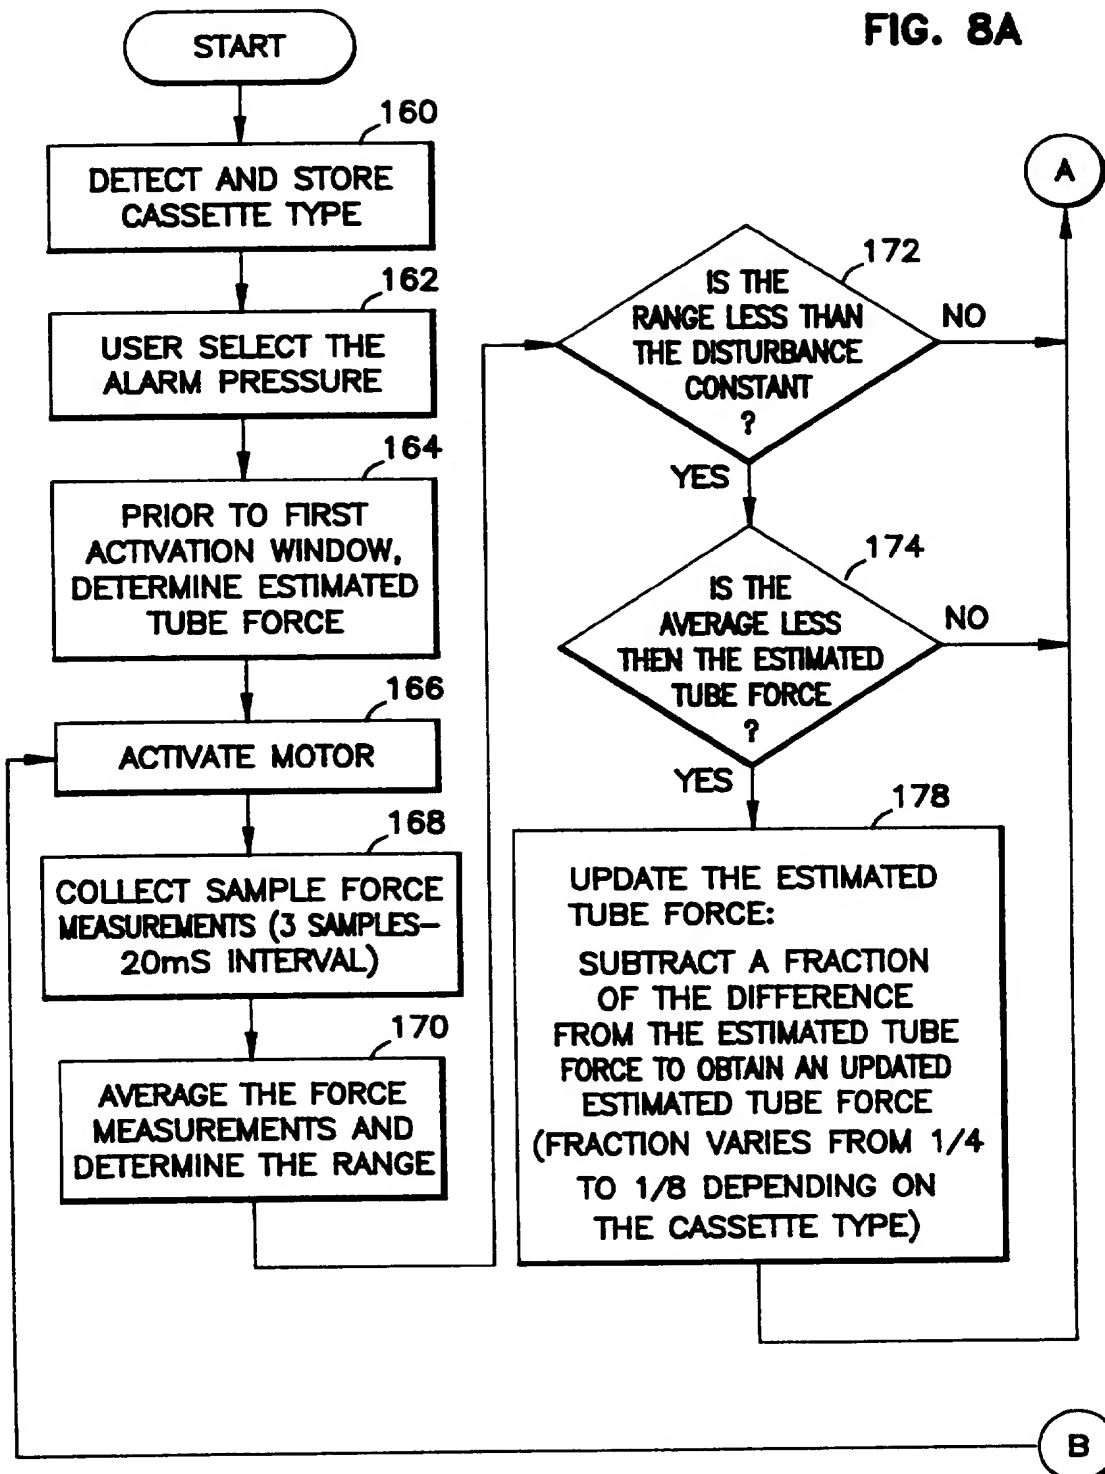 FIG. 8A
START
160
DETECT AND STORE
CASSETTE TYPE
162
USER SELECT THE
ALARM PRESSURE
164
PRIOR TO FIRST
ACTIVATION WINDOW,
DETERMINE ESTIMATED
TUBE FORCE
166
ACTIVATE MOTOR
168
COLLECT SAMPLE FORCE
MEASUREMENTS (3 SAMPLES–
20mS INTERVAL)
170
AVERAGE THE FORCE
MEASUREMENTS AND
DETERMINE THE RANGE
172
IS THE
RANGE LESS THAN
THE DISTURBANCE
CONSTANT
?
NO
YES
174
IS THE
AVERAGE LESS
THEN THE ESTIMATED
TUBE FORCE
?
NO
YES
178
UPDATE THE ESTIMATED
TUBE FORCE:
SUBTRACT A FRACTION
OF THE DIFFERENCE
FROM THE ESTIMATED TUBE
FORCE TO OBTAIN AN UPDATED
ESTIMATED TUBE FORCE
(FRACTION VARIES FROM 1/4
TO 1/8 DEPENDING ON
THE CASSETTE TYPE)
A
B